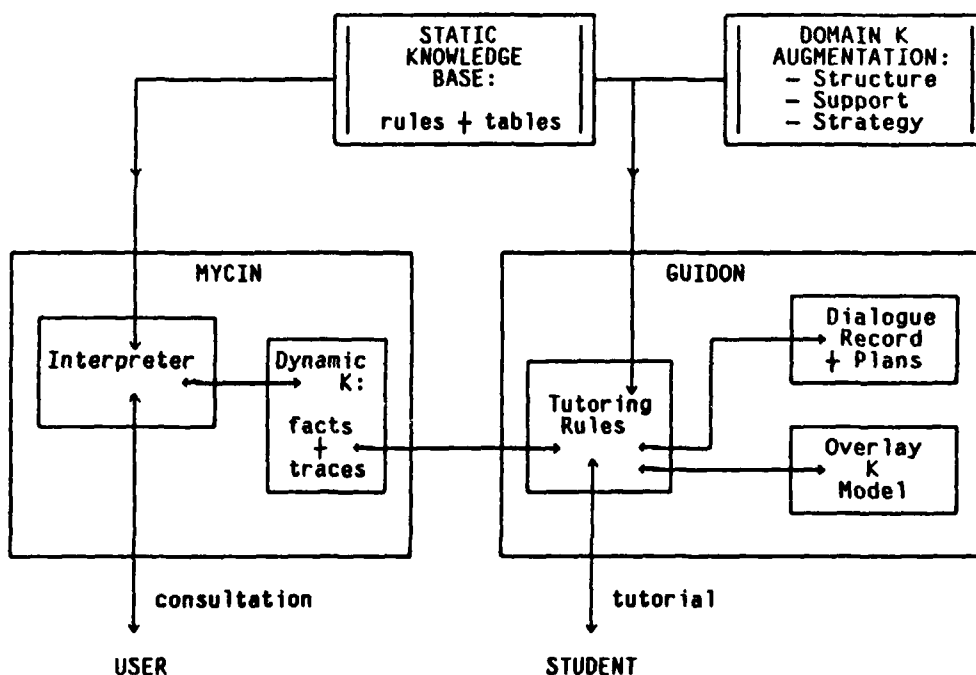 STATIC
KNOWLEDGE
BASE:
rules + tables
DOMAIN K
AUGMENTATION:
— Structure
— Support
— Strategy
MYCIN
Interpreter
Dynamic
K:
facts
+
traces
GUIDON
Tutoring
Rules
Dialogue
Record
+ Plans
Overlay
K
Model
consultation
tutorial
USER
STUDENT